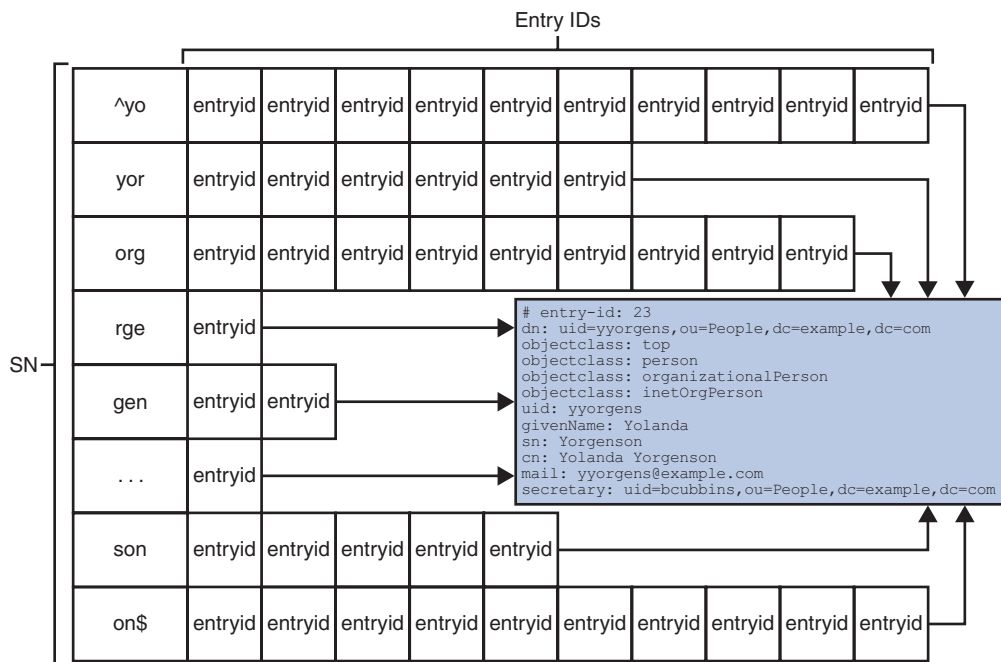 Entry IDs
^yo entryid entryid entryid entryid entryid entryid entryid entryid entryid entryid
yor entryid entryid entryid entryid entryid entryid
org entryid entryid entryid entryid entryid entryid entryid entryid entryid
rge entryid
SN
gen entryid entryid
... entryid
son entryid entryid entryid entryid entryid
on$ entryid entryid entryid entryid entryid entryid entryid entryid entryid entryid
# entry-id: 23
dn: uid=yyorgens,ou=People,dc=example,dc=com
objectclass: top
objectclass: person
objectclass: organizationalPerson
objectclass: inetOrgPerson
uid: yyorgens
givenName: Yolanda
sn: Yorgenson
cn: Yolanda Yorgenson
mail: yyorgens@example.com
secretary: uid=bcubbins,ou=People,dc=example,dc=com